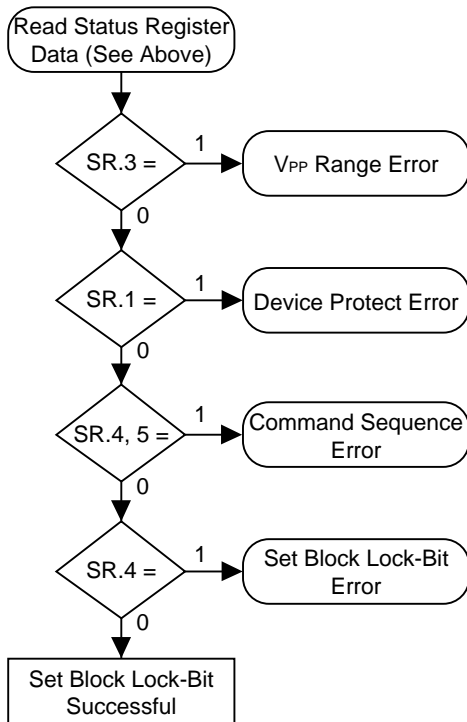 Read Status Register
Data (See Above)
SR.3 =
1
VPP Range Error
0
SR.1 =
1
Device Protect Error
0
SR.4, 5 =
1
Command Sequence
Error
0
SR.4 =
1
Set Block Lock-Bit
Error
0
Set Block Lock-Bit
Successful